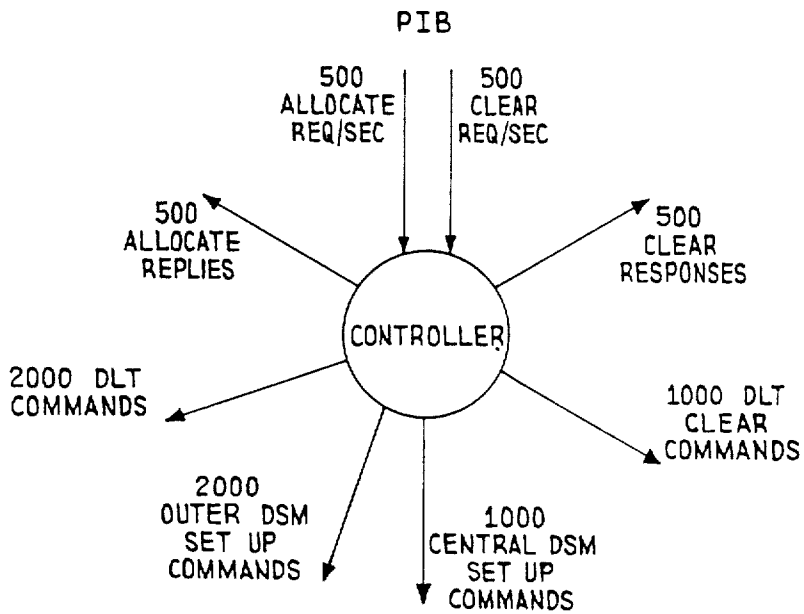 PIB
500
ALLOCATE
REQ/SEC
500
CLEAR
REQ/SEC
500
ALLOCATE
REPLIES
500
CLEAR
RESPONSES
CONTROLLER
2000 DLT
COMMANDS
1000 DLT
CLEAR
COMMANDS
2000
OUTER DSM
SET UP
COMMANDS
1000
CENTRAL DSM
SET UP
COMMANDS